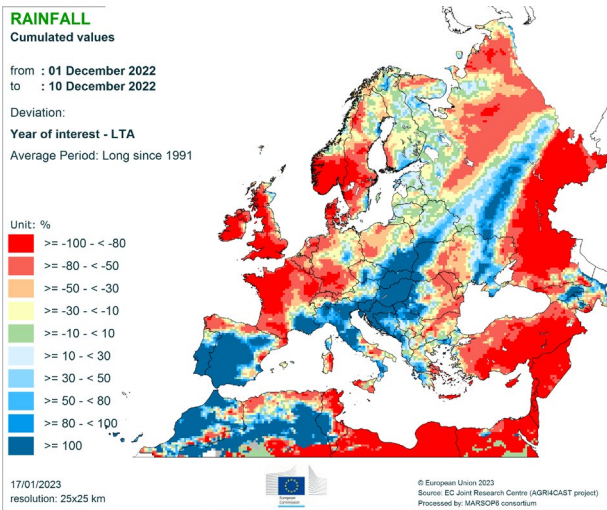 RAINFALL
Cumulated values
from : 01 December 2022
to : 10 December 2022
Deviation:
Year of interest - LTA
Average Period: Long since 1991
Unit: %
>= -100 - < -80
>= -80 - < -50
>= -50 - < -30
>= -30 - < -10
>= -10 - < 10
>= 10 - < 30
>= 30 - < 50
>= 50 - < 80
>= 80 - < 100
>= 100
17/01/2023
resolution: 25x25 km
European
Commission
© European Union 2023
Source: EC Joint Research Centre (AGRI4CAST project)
Processed by: MARSOP6 consortium